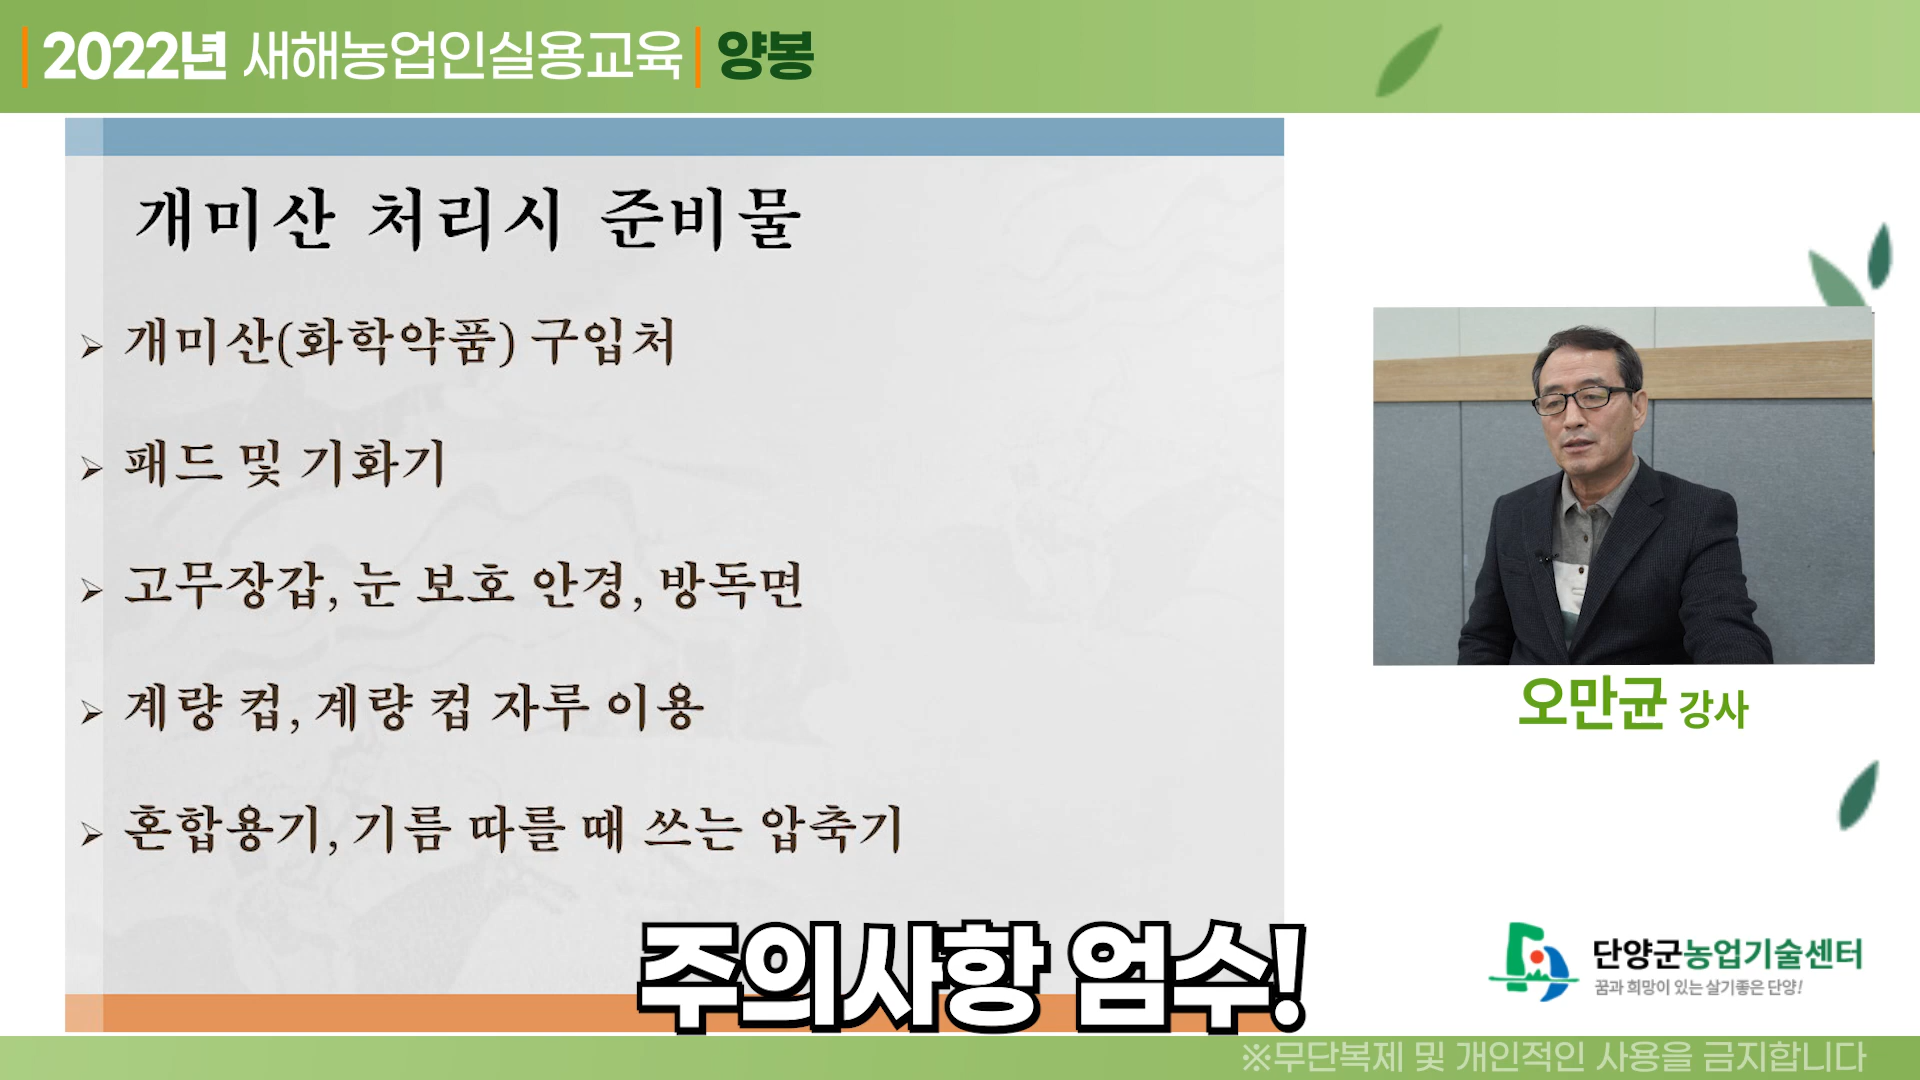 2022년 새해농업인실용교육 양봉
개미산 처리시 준비물
개미산(화학약품) 구입처
패드 및 기화기
고무장갑, 눈 보호 안경, 방독면
계량 컵, 계량 컵 자루 이용
혼합용기, 기름 따를 때 쓰는 압축기
오만균 강사
주의사항 엄수!
단양군농업기술센터
꿈과 희망이 있는 살기좋은 단양!
※무단복제 및 개인적인 사용을 금지합니다